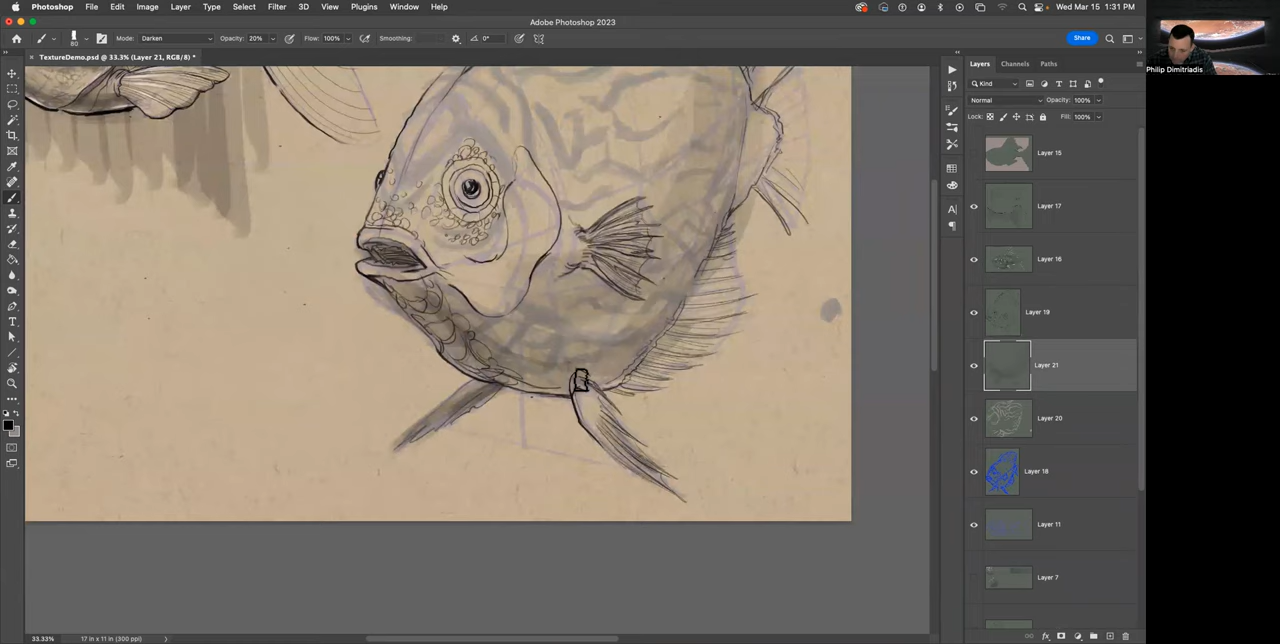 Photoshop File Edit Image Layer Type Select Filter 3D View Plugins Window Help Wed Mar 15 1:31 PM
Adobe Photoshop 2023
80 Mode: Darken Opacity: 20% Flow: 100% Smoothing: 0° Share
TextureDemo.psd @ 33.3% (Layer 21, RGB/8) *
Layers Channels Paths
Kind
Normal Opacity: 100%
Lock: Fill: 100%
Layer 15
Layer 17
Layer 16
Layer 19
Layer 21
Layer 20
Layer 18
Layer 11
Layer 7
33.33% 17 in x 11 in (300 ppi)
Philip Dimitriadis